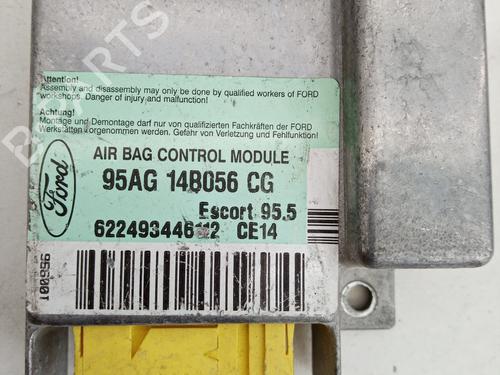 Attention!
Assembly and disassembly may only be done by qualified workers of FORD
workshops. Danger of injury and malfunction!
Achtung!
Montage und Demontage darf nur von qualifizierten Fachkräften der FORD
Werkstätten vorgenommen werden. Gefahr von Verletzung und Fehlfunktion!
Ford
AIR BAG CONTROL MODULE
95AG 14B056 CG
Escort 95.5
CE14